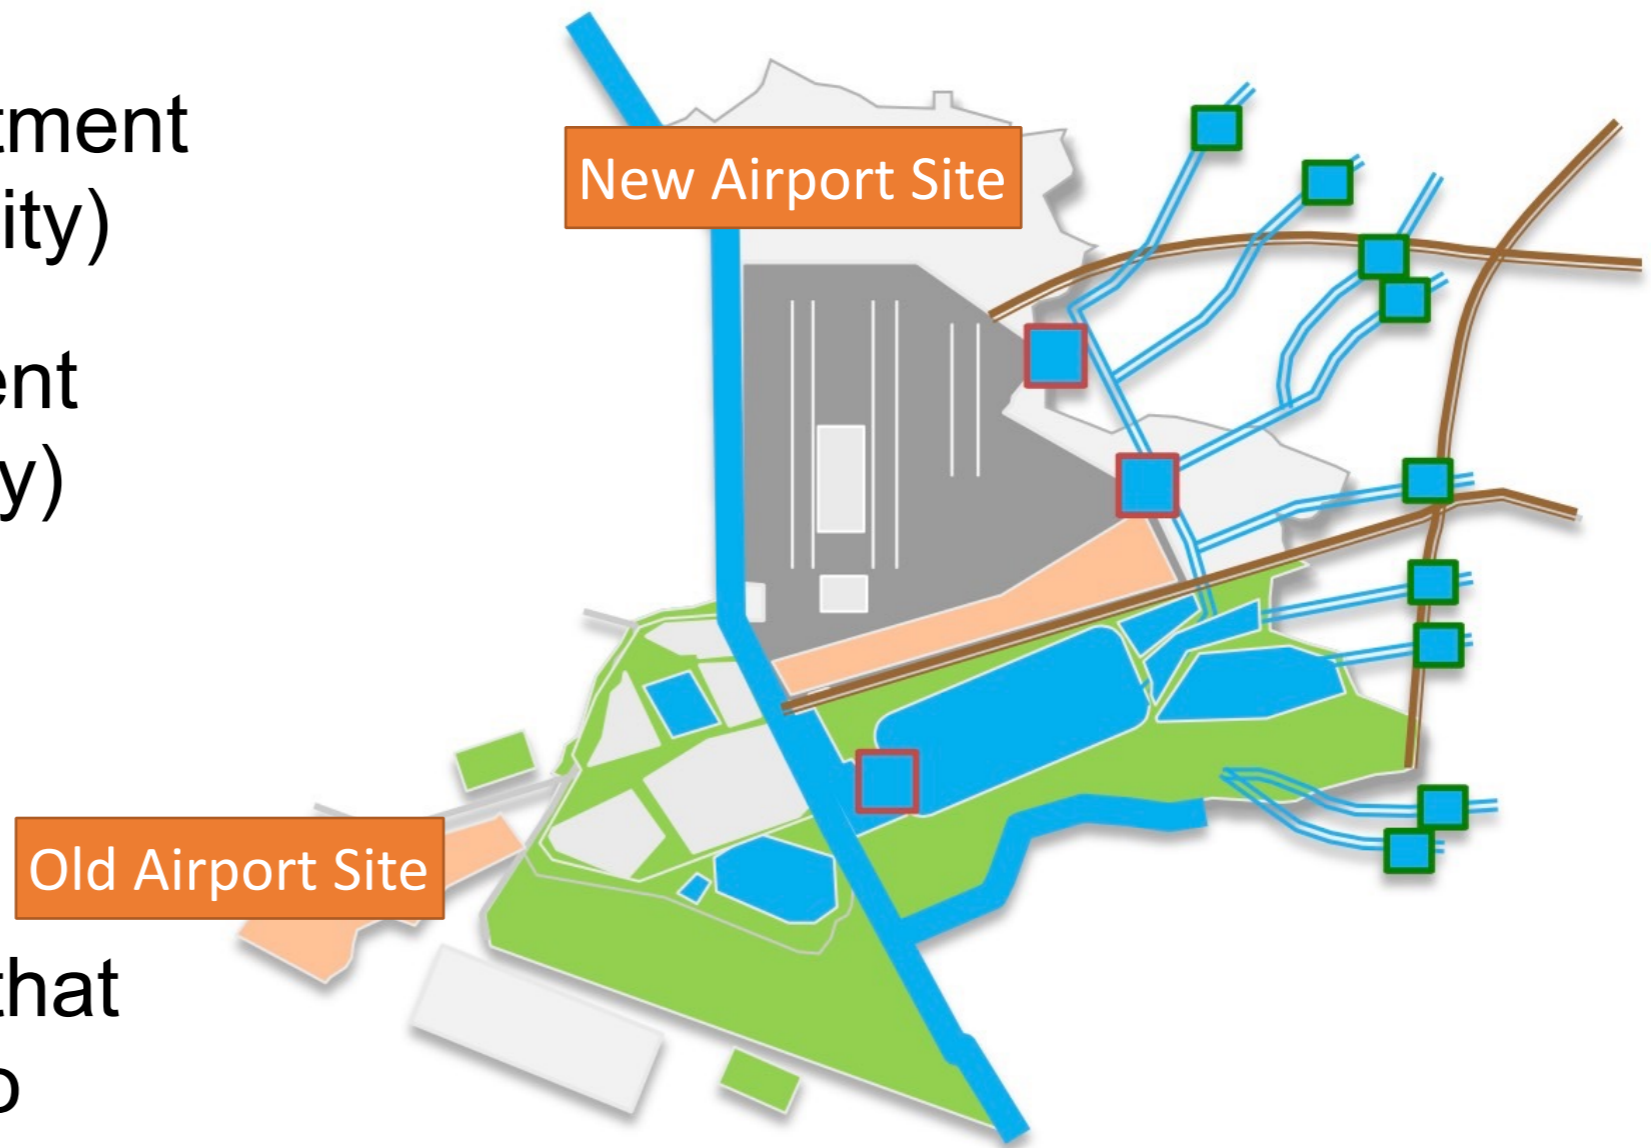 tment
ity)
New Airport Site
ent
y)
Old Airport Site
that
o